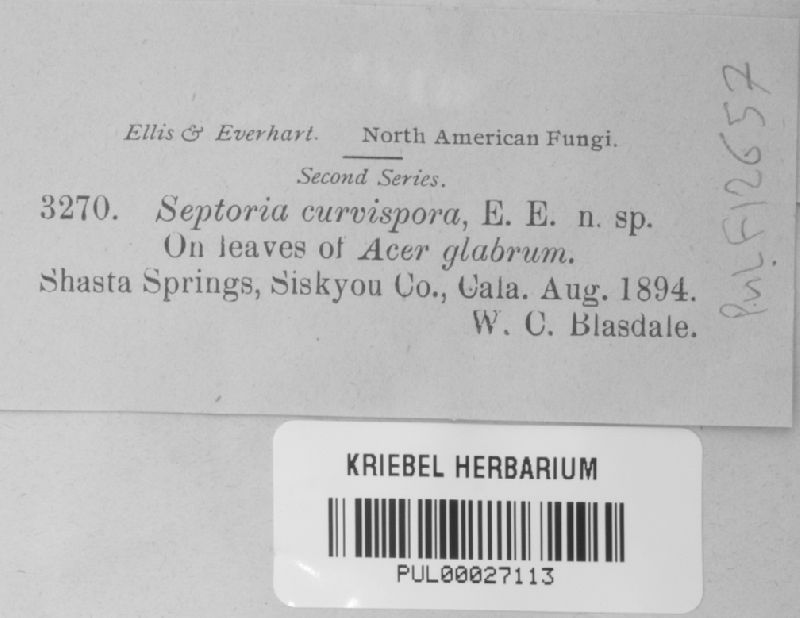 Ellis & Everhart. North American Fungi.
Second Series.
3270. Septoria curvispora, E. E. n. sp.
On leaves of Acer glabrum.
Shasta Springs, Siskyou Co., Cala. Aug. 1894.
W. C. Blasdale.
PUL F12657
KRIEBEL HERBARIUM
PUL00027113